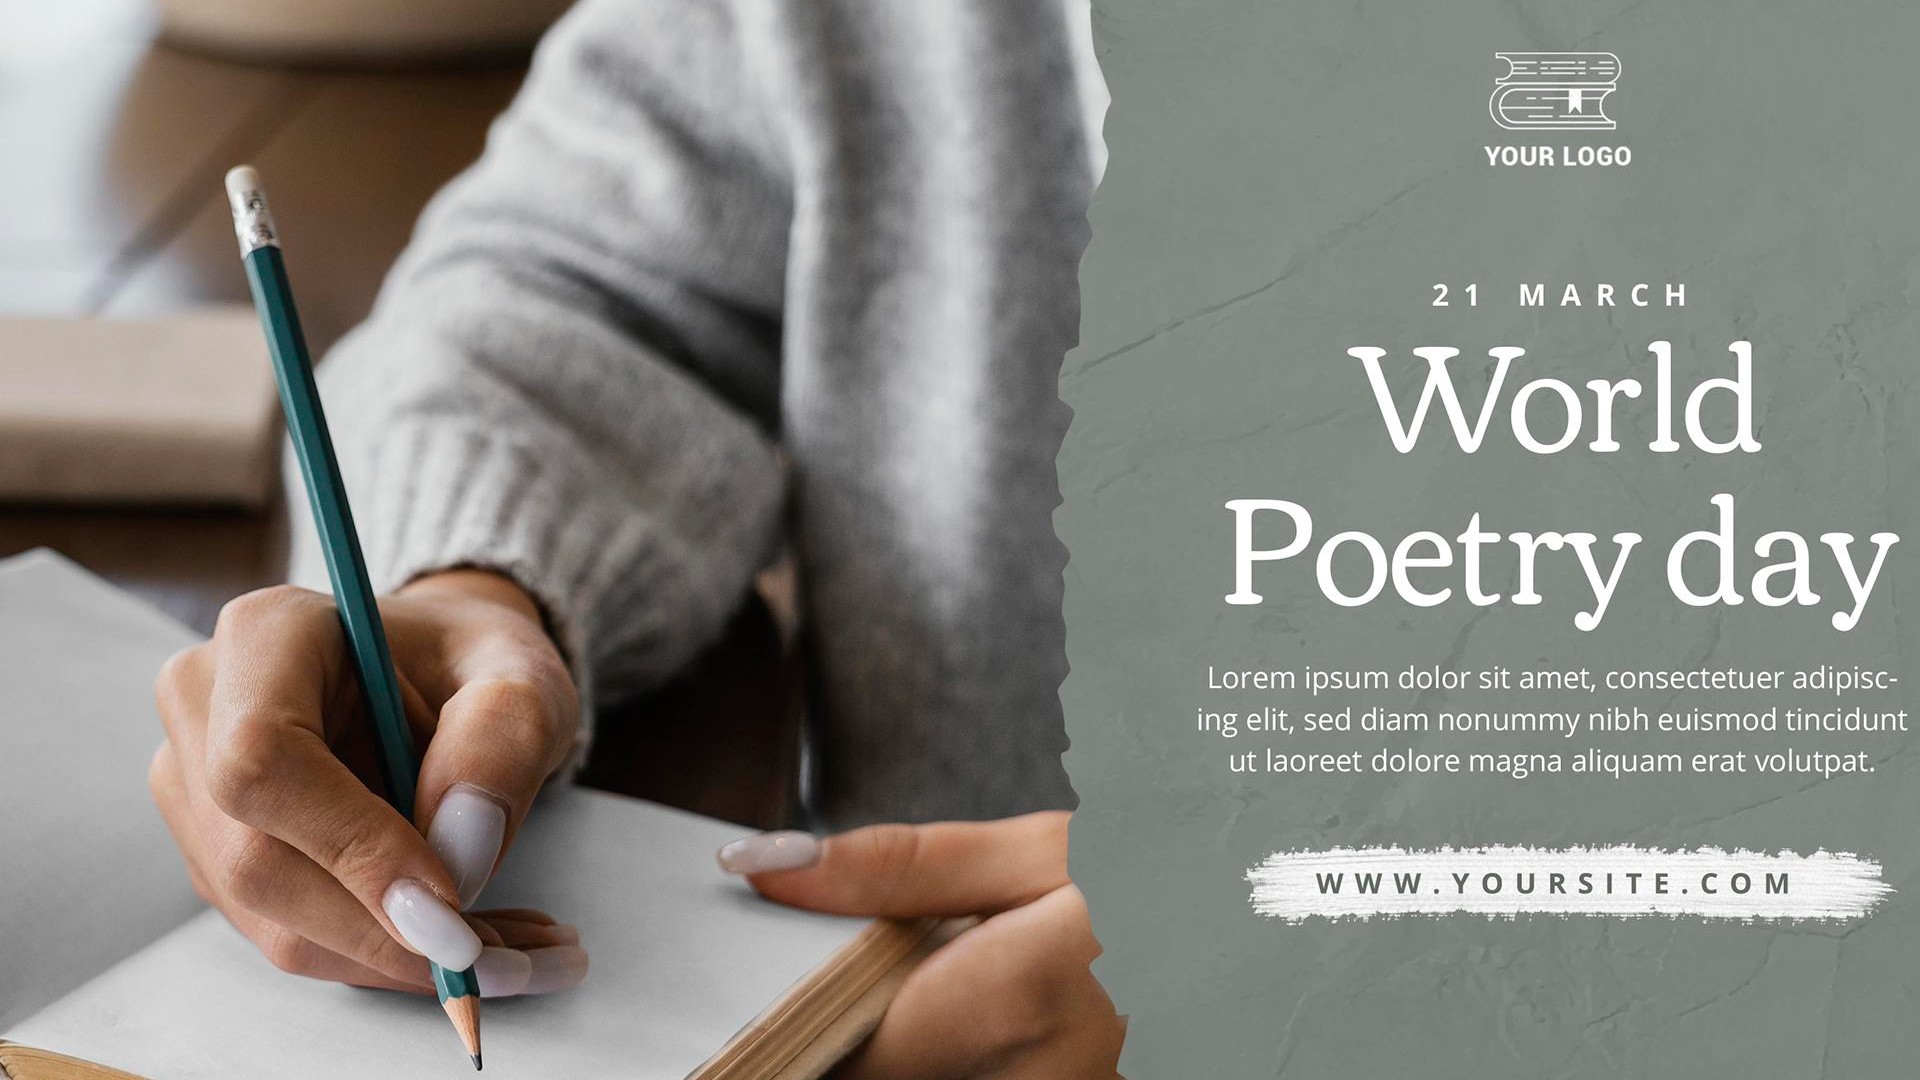 YOUR LOGO
21 MARCH
World
Poetry day
Lorem ipsum dolor sit amet, consectetuer adipisc-
ing elit, sed diam nonummy nibh euismod tincidunt
ut laoreet dolore magna aliquam erat volutpat.
WWW.YOURSITE.COM